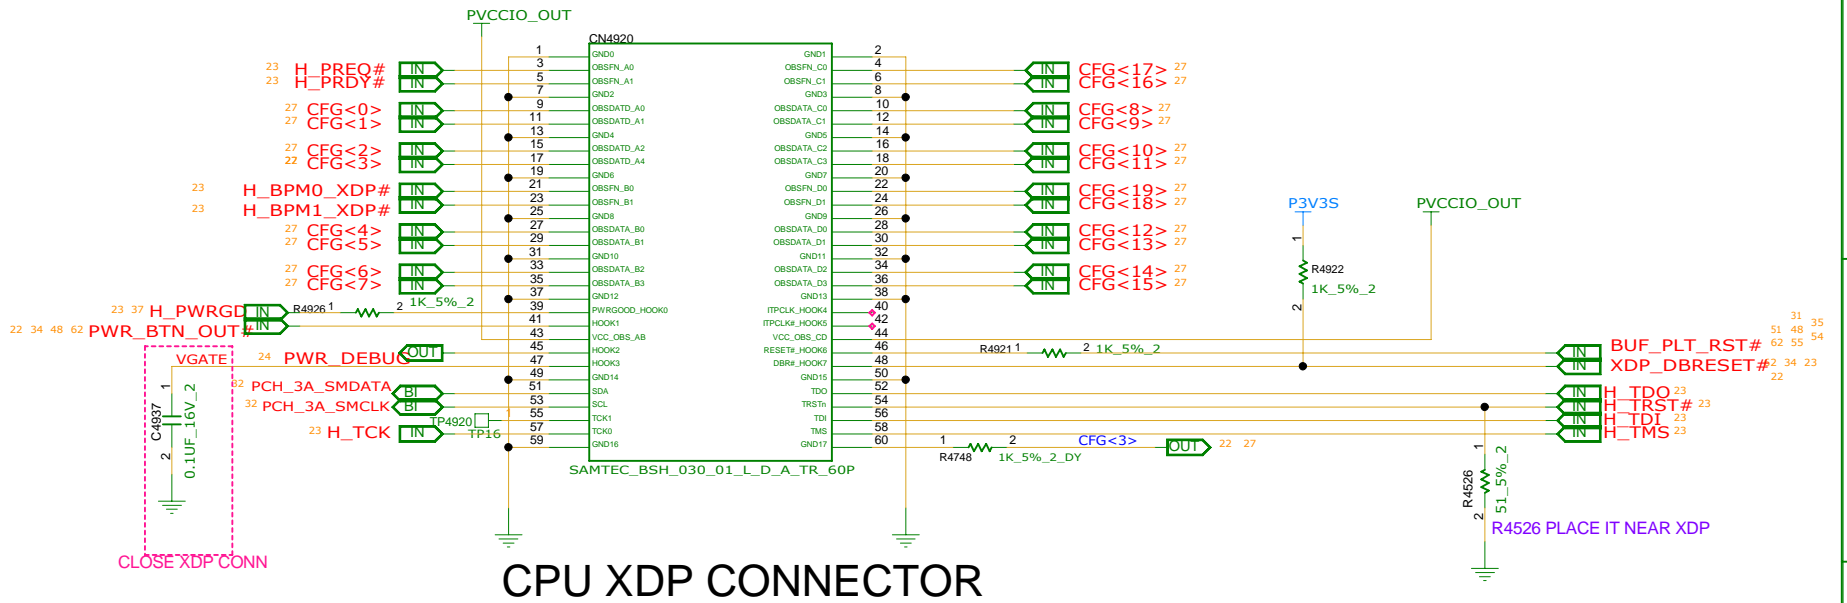 PVCCIO_OUT
CN4920
1 GND0 GND1 2
23 H_PREQ# IN 3 OBSFN_A0 OBSFN_C0 4 IN CFG<17> 27
23 H_PRDY# IN 5 OBSFN_A1 OBSFN_C1 6 IN CFG<16> 27
7 GND2 GND3 8
27 CFG<0> IN 9 OBSDATD_A0 OBSDATA_C0 10 IN CFG<8> 27
27 CFG<1> IN 11 OBSDATD_A1 OBSDATA_C1 12 IN CFG<9> 27
13 GND4 GND5 14
27 CFG<2> IN 15 OBSDATD_A2 OBSDATA_C2 16 IN CFG<10> 27
22 CFG<3> IN 17 OBSDATD_A4 OBSDATA_C3 18 IN CFG<11> 27
19 GND6 GND7 20
23 H_BPM0_XDP# IN 21 OBSFN_B0 OBSFN_D0 22 IN CFG<19> 27
23 H_BPM1_XDP# IN 23 OBSFN_B1 OBSFN_D1 24 IN CFG<18> 27
25 GND8 GND9 26
P3V3S PVCCIO_OUT
27 CFG<4> IN 27 OBSDATA_B0 OBSDATA_D0 28 IN CFG<12> 27
27 CFG<5> IN 29 OBSDATA_B1 OBSDATA_D1 30 IN CFG<13> 27
31 GND10 GND11 32
27 CFG<6> IN 33 OBSDATA_B2 OBSDATA_D2 34 IN CFG<14> 27
27 CFG<7> IN 35 OBSDATA_B3 OBSDATA_D3 36 IN CFG<15> 27
1 R4922 1K_5%_2 2
37 GND12 GND13 38
23 37 H_PWRGD IN R4926 1 2 1K_5%_2 39 PWRGOOD_HOOK0 ITPCLK_HOOK4 40
22 34 48 62 PWR_BTN_OUT# IN 41 HOOK1 ITPCLK#_HOOK5 42
43 VCC_OBS_AB VCC_OBS_CD 44
24 PWR_DEBUG OUT 45 HOOK2 RESET#_HOOK6 46 R4921 1 2 1K_5%_2 IN BUF_PLT_RST# 31 35 51 48 54 62 55
VGATE 47 HOOK3 DBR#_HOOK7 48 IN XDP_DBRESET# 62 34 23 22
49 GND14 GND15 50
32 PCH_3A_SMDATA BI 51 SDA TDO 52 IN H_TDO 23
32 PCH_3A_SMCLK BI 53 SCL TRSTn 54 IN H_TRST# 23
TP4920 1 TP16 55 TCK1 TDI 56 IN H_TDI 23
23 H_TCK IN 57 TCK0 TMS 58 IN H_TMS 23
59 GND16 GND17 60 1 R4748 2 1K_5%_2_DY CFG<3> OUT 22 27
SAMTEC_BSH_030_01_L_D_A_TR_60P
1 C4937 2 0.1UF_16V_2
1 R4526 2 51_5%_2
R4526 PLACE IT NEAR XDP
CLOSE XDP CONN
CPU XDP CONNECTOR